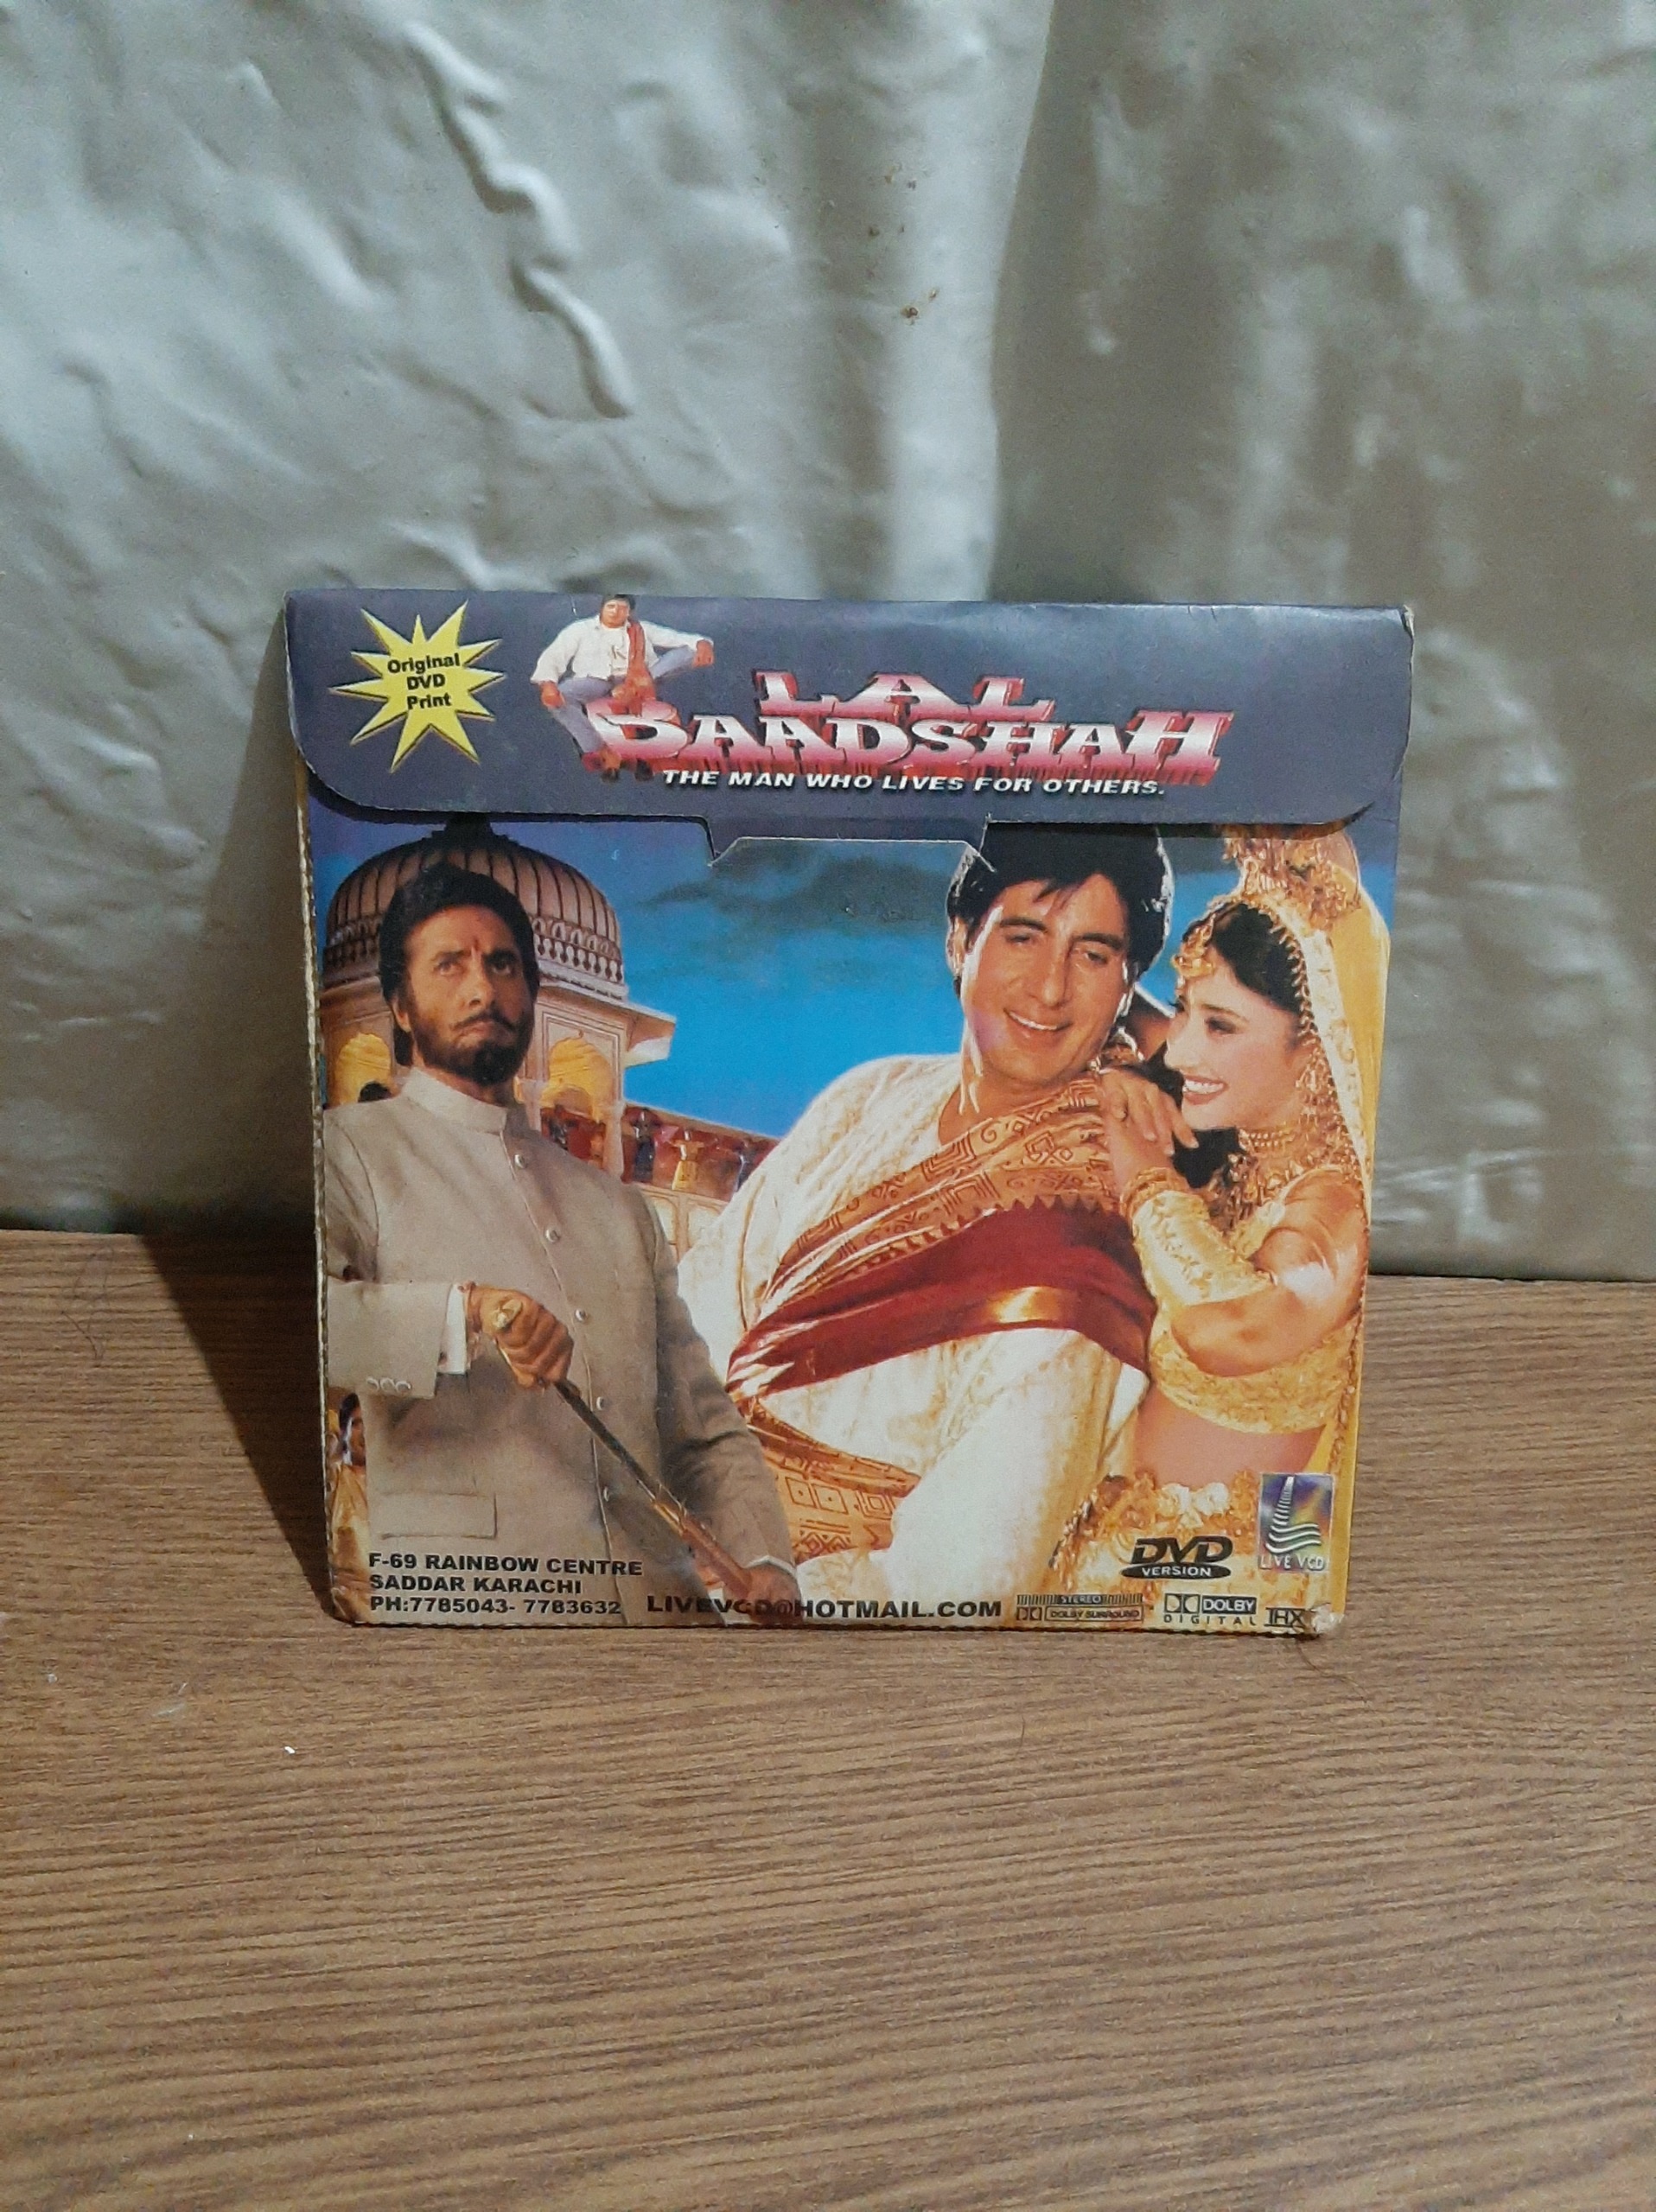 Original
DVD
Print
LAL
BAADSHAH
THE MAN WHO LIVES FOR OTHERS.
F-69 RAINBOW CENTRE
SADDAR KARACHI
PH:7785043- 7783632
LIVEVCD@HOTMAIL.COM
DVD
VERSION
LIVE VCD
STEREO
DOLBY SURROUND
DOLBY
DIGITAL
THX